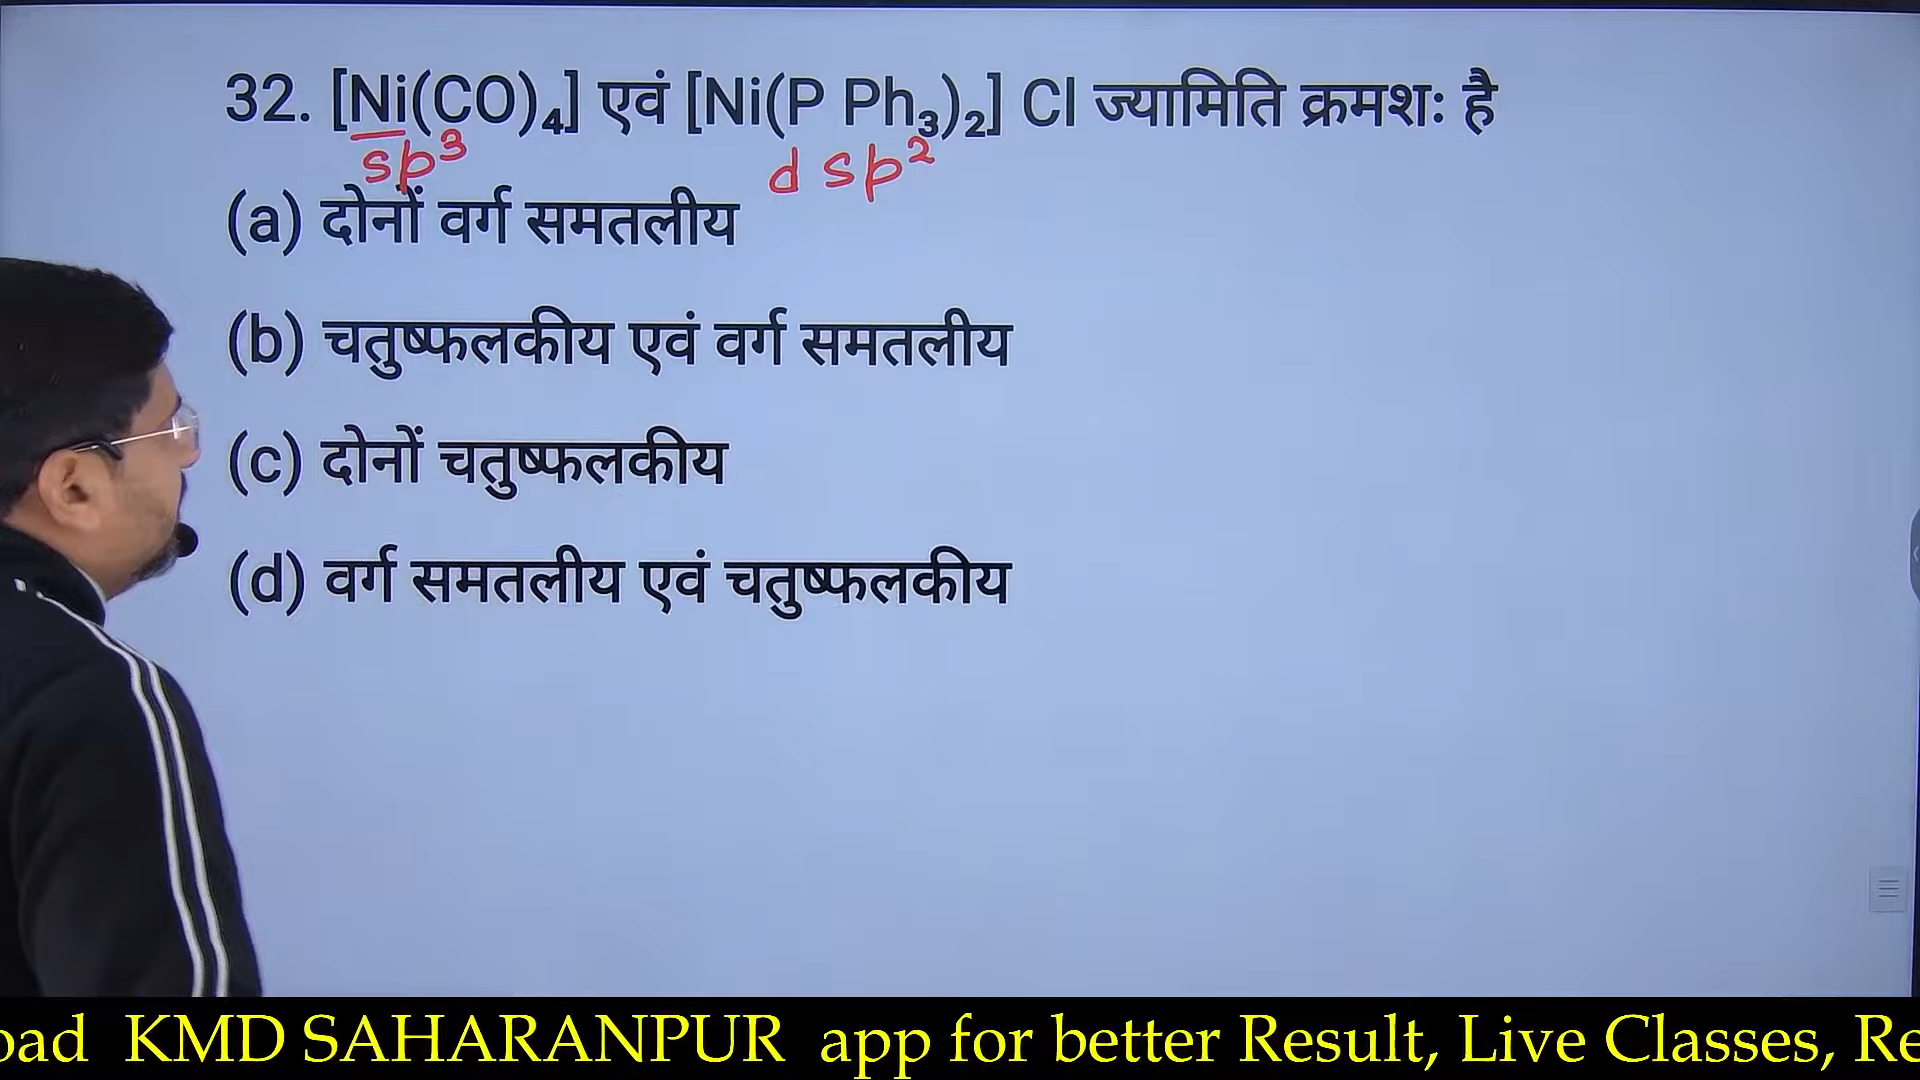 32. [Ni(CO)₄] एवं [Ni(P Ph₃)₂] Cl ज्यामिति क्रमशः है
sp³ dsp²
(a) दोनों वर्ग समतलीय
(b) चतुष्फलकीय एवं वर्ग समतलीय
(c) दोनों चतुष्फलकीय
(d) वर्ग समतलीय एवं चतुष्फलकीय
oad KMD SAHARANPUR app for better Result, Live Classes, Re